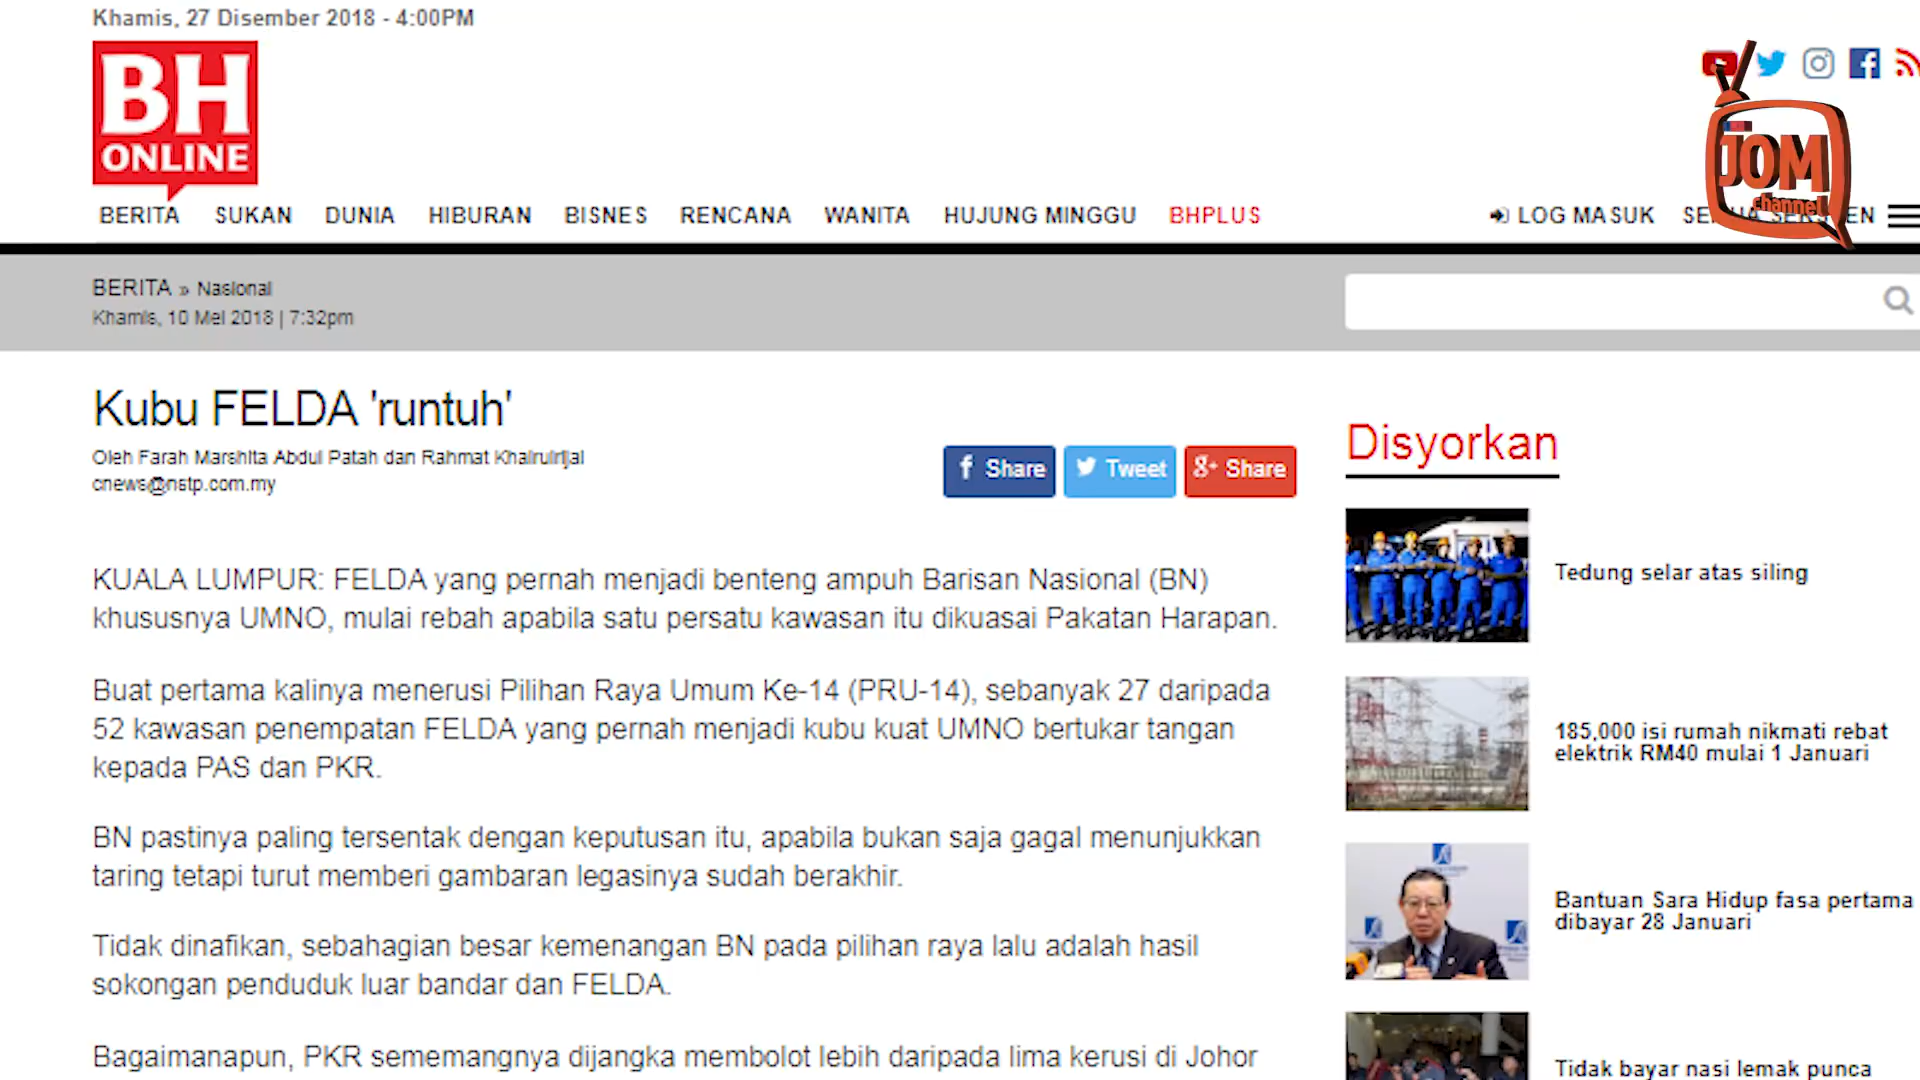 Khamis, 27 Disember 2018 - 4:00PM
BH
ONLINE
JOM
channel
BERITA SUKAN DUNIA HIBURAN BISNES RENCANA WANITA HUJUNG MINGGU BHPLUS LOG MASUK
BERITA » Nasional
Khamis, 10 Mei 2018 | 7:32pm
Kubu FELDA 'runtuh'
Oleh Farah Marshita Abdul Patah dan Rahmat Khairulrijal
cnews@nstp.com.my
Share Tweet Share
KUALA LUMPUR: FELDA yang pernah menjadi benteng ampuh Barisan Nasional (BN)
khususnya UMNO, mulai rebah apabila satu persatu kawasan itu dikuasai Pakatan Harapan.
Buat pertama kalinya menerusi Pilihan Raya Umum Ke-14 (PRU-14), sebanyak 27 daripada
52 kawasan penempatan FELDA yang pernah menjadi kubu kuat UMNO bertukar tangan
kepada PAS dan PKR.
BN pastinya paling tersentak dengan keputusan itu, apabila bukan saja gagal menunjukkan
taring tetapi turut memberi gambaran legasinya sudah berakhir.
Tidak dinafikan, sebahagian besar kemenangan BN pada pilihan raya lalu adalah hasil
sokongan penduduk luar bandar dan FELDA.
Bagaimanapun, PKR sememangnya dijangka membolot lebih daripada lima kerusi di Johor
Disyorkan
Tedung selar atas siling
185,000 isi rumah nikmati rebat
elektrik RM40 mulai 1 Januari
Bantuan Sara Hidup fasa pertama
dibayar 28 Januari
Tidak bayar nasi lemak punca